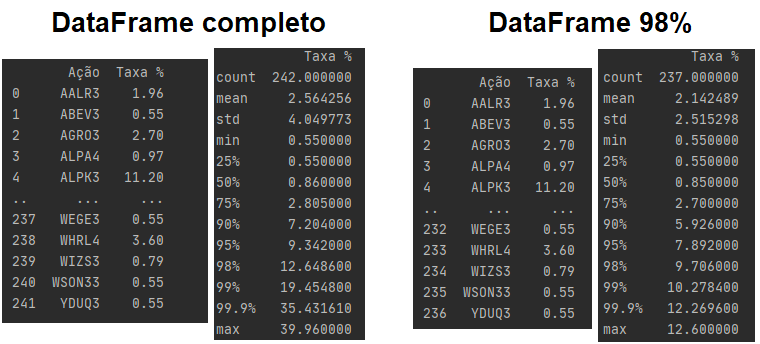 DataFrame completo
Ação Taxa %
0 AALR3 1.96
1 ABEV3 0.55
2 AGRO3 2.70
3 ALPA4 0.97
4 ALPK3 11.20
.. ... ...
237 WEGE3 0.55
238 WHRL4 3.60
239 WIZS3 0.79
240 WSON33 0.55
241 YDUQ3 0.55
Taxa %
count 242.000000
mean 2.564256
std 4.049773
min 0.550000
25% 0.550000
50% 0.860000
75% 2.805000
90% 7.204000
95% 9.342000
98% 12.648600
99% 19.454800
99.9% 35.431610
max 39.960000
DataFrame 98%
Ação Taxa %
0 AALR3 1.96
1 ABEV3 0.55
2 AGRO3 2.70
3 ALPA4 0.97
4 ALPK3 11.20
.. ... ...
232 WEGE3 0.55
233 WHRL4 3.60
234 WIZS3 0.79
235 WSON33 0.55
236 YDUQ3 0.55
Taxa %
count 237.000000
mean 2.142489
std 2.515298
min 0.550000
25% 0.550000
50% 0.850000
75% 2.700000
90% 5.926000
95% 7.892000
98% 9.706000
99% 10.278400
99.9% 12.269600
max 12.600000